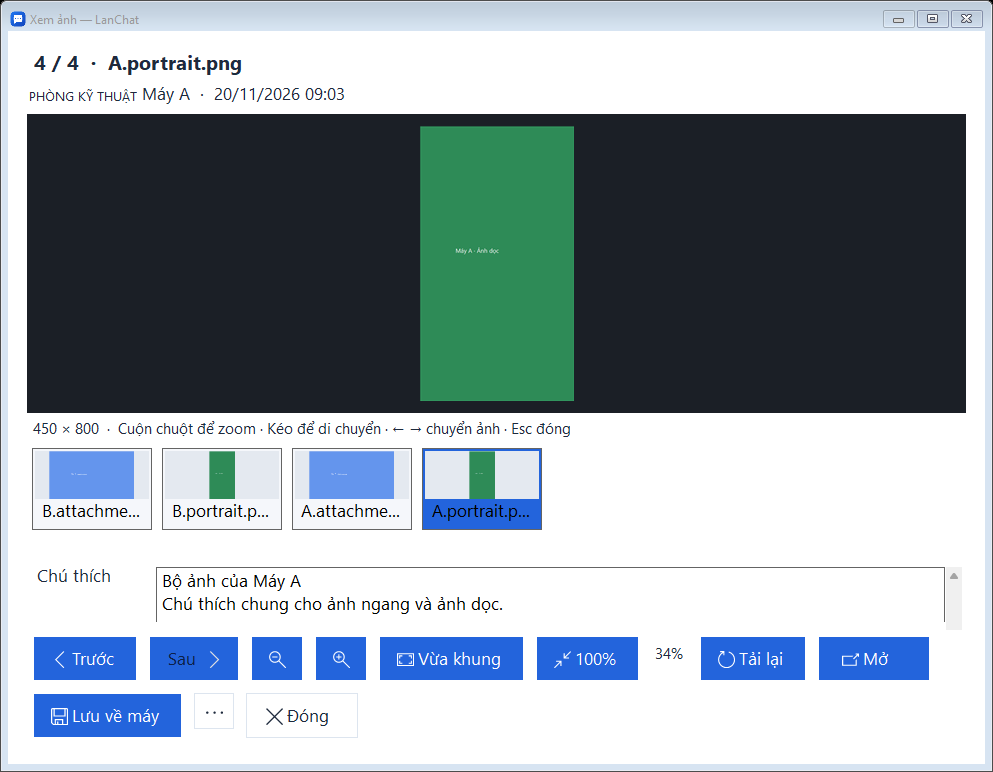 Xem ảnh — LanChat
4 / 4 · A.portrait.png
PHÒNG KỸ THUẬT Máy A · 20/11/2026 09:03
Máy A - Ảnh dọc
450 × 800 · Cuộn chuột để zoom · Kéo để di chuyển · ← → chuyển ảnh · Esc đóng
B.attachme...
B.portrait.p...
A.attachme...
A.portrait.p...
Chú thích
Bộ ảnh của Máy A
Chú thích chung cho ảnh ngang và ảnh dọc.
Trước
Sau
Vừa khung
100%
34%
Tải lại
Mở
Lưu về máy
...
Đóng